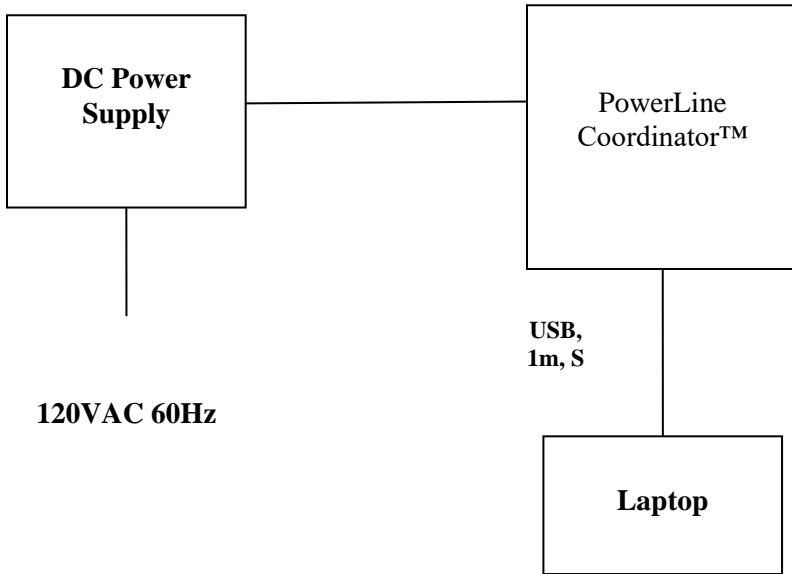 DC Power
Supply
PowerLine
Coordinator™
USB,
1m, S
120VAC 60Hz
Laptop